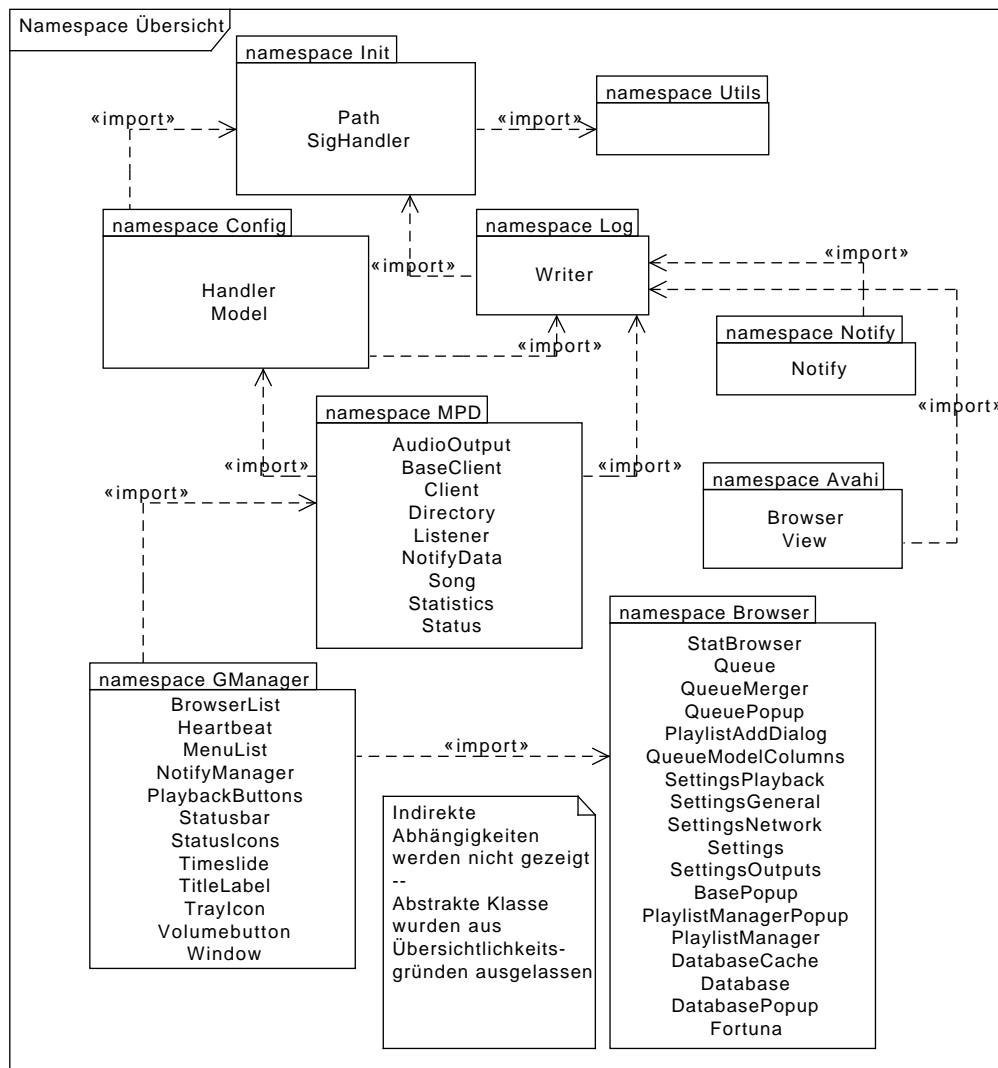 Namespace Übersicht
namespace Init
Path
SigHandler
namespace Utils
«import»
«import»
namespace Config
Handler
Model
«import»
namespace Log
Writer
«import»
«import»
namespace Notify
Notify
«import»
namespace MPD
AudioOutput
BaseClient
Client
Directory
Listener
NotifyData
Song
Statistics
Status
«import»
«import»
«import»
namespace Avahi
Browser
View
namespace GManager
BrowserList
Heartbeat
MenuList
NotifyManager
PlaybackButtons
Statusbar
StatusIcons
Timeslide
TitleLabel
TrayIcon
Volumebutton
Window
«import»
Indirekte
Abhängigkeiten
werden nicht gezeigt
--
Abstrakte Klasse
wurden aus
Übersichtlichkeits-
gründen ausgelassen
namespace Browser
StatBrowser
Queue
QueueMerger
QueuePopup
PlaylistAddDialog
QueueModelColumns
SettingsPlayback
SettingsGeneral
SettingsNetwork
Settings
SettingsOutputs
BasePopup
PlaylistManagerPopup
PlaylistManager
DatabaseCache
Database
DatabasePopup
Fortuna